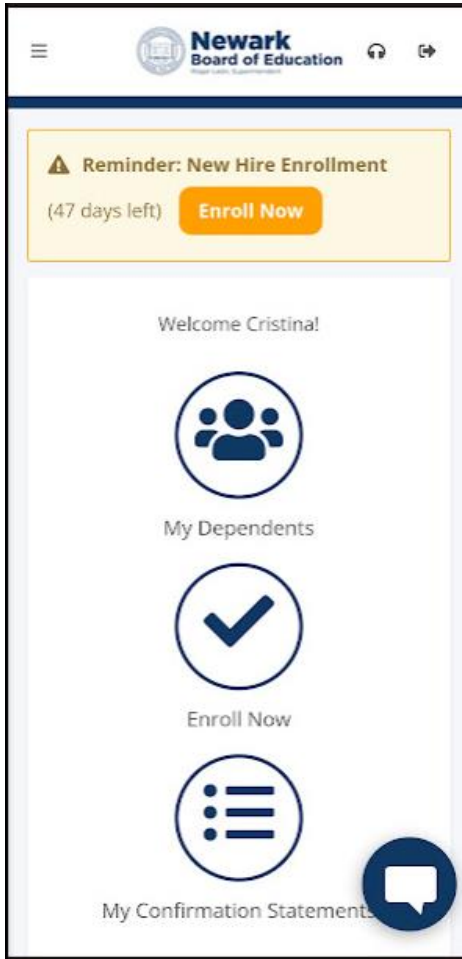 Newark
Board of Education
Reminder: New Hire Enrollment
(47 days left) Enroll Now
Welcome Cristina!
My Dependents
Enroll Now
My Confirmation Statements